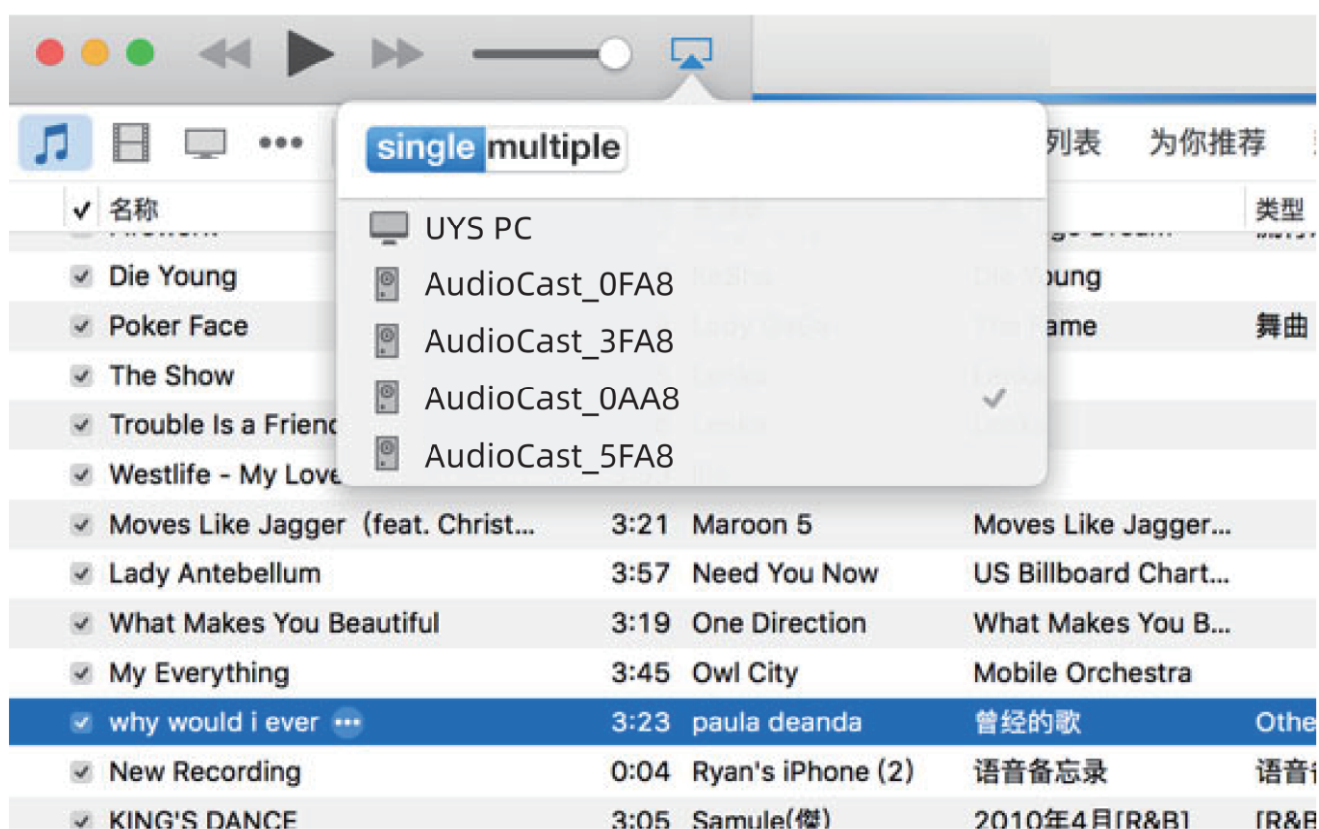 single multiple
列表 为你推荐
名称 类型
UYS PC
Die Young AudioCast_0FA8 oung
Poker Face AudioCast_3FA8 ame 舞曲
The Show
AudioCast_0AA8
Trouble Is a Frienc
AudioCast_5FA8
Westlife - My Love
Moves Like Jagger (feat. Christ... 3:21 Maroon 5 Moves Like Jagger...
Lady Antebellum 3:57 Need You Now US Billboard Chart...
What Makes You Beautiful 3:19 One Direction What Makes You B...
My Everything 3:45 Owl City Mobile Orchestra
why would i ever ••• 3:23 paula deanda 曾经的歌 Othe
New Recording 0:04 Ryan's iPhone (2) 语音备忘录 语音
KING'S DANCE 3:05 Samule(傑) 2010年4月[R&B] [R&B